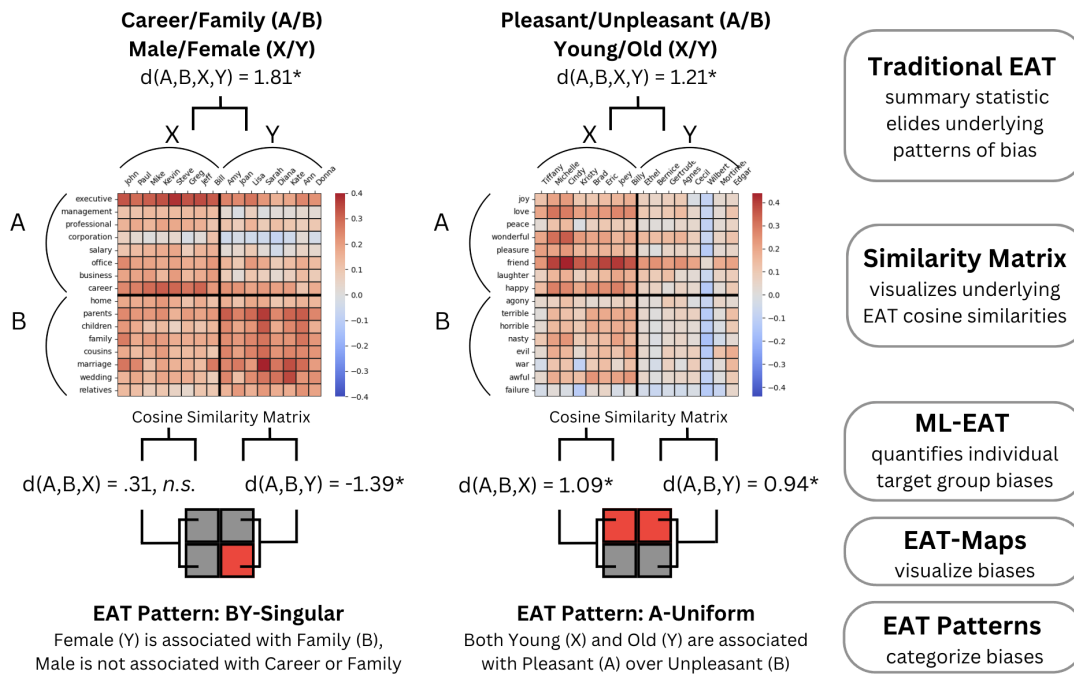 Career/Family (A/B)
Male/Female (X/Y)
d(A,B,X,Y) = 1.81*
X
Y
John
Paul
Mike
Kevin
Steve
Greg
Jeff
Bill
Amy
Joan
Lisa
Sarah
Diana
Kate
Ann
Donna
A
B
executive
management
professional
corporation
salary
office
business
career
home
parents
children
family
cousins
marriage
wedding
relatives
0.4
0.3
0.2
0.1
0.0
-0.1
-0.2
-0.3
-0.4
Cosine Similarity Matrix
d(A,B,X) = .31, n.s.
d(A,B,Y) = -1.39*
EAT Pattern: BY-Singular
Female (Y) is associated with Family (B),
Male is not associated with Career or Family
Pleasant/Unpleasant (A/B)
Young/Old (X/Y)
d(A,B,X,Y) = 1.21*
X
Y
Tiffany
Michelle
Cindy
Kristy
Brad
Eric
Joey
Billy
Ethel
Bernice
Gertrude
Agnes
Cecil
Wilbert
Mortimer
Edgar
A
B
joy
love
peace
wonderful
pleasure
friend
laughter
happy
agony
terrible
horrible
nasty
evil
war
awful
failure
0.4
0.3
0.2
0.1
0.0
-0.1
-0.2
-0.3
-0.4
Cosine Similarity Matrix
d(A,B,X) = 1.09*
d(A,B,Y) = 0.94*
EAT Pattern: A-Uniform
Both Young (X) and Old (Y) are associated
with Pleasant (A) over Unpleasant (B)
Traditional EAT
summary statistic
elides underlying
patterns of bias
Similarity Matrix
visualizes underlying
EAT cosine similarities
ML-EAT
quantifies individual
target group biases
EAT-Maps
visualize biases
EAT Patterns
categorize biases